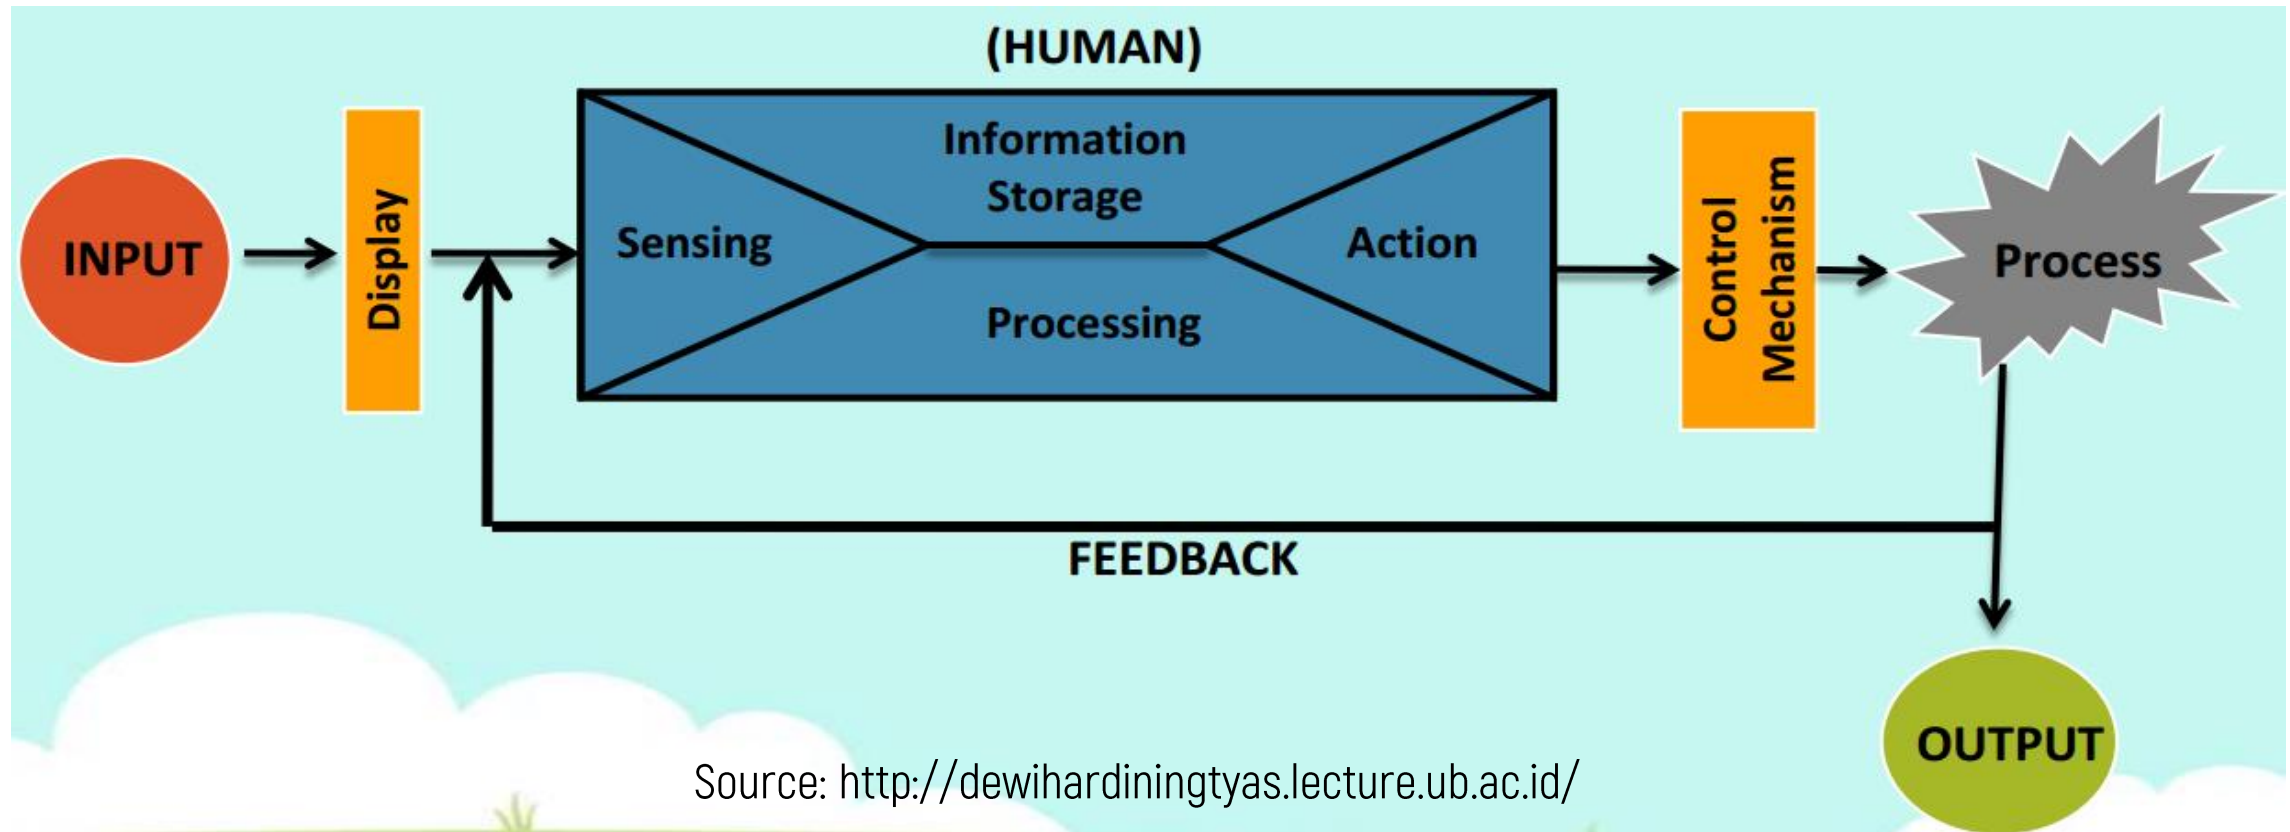 (HUMAN)
INPUT
Display
Sensing
Information
Storage
Processing
Action
Control
Mechanism
Process
FEEDBACK
OUTPUT
Source: http://dewihardiningtyas.lecture.ub.ac.id/